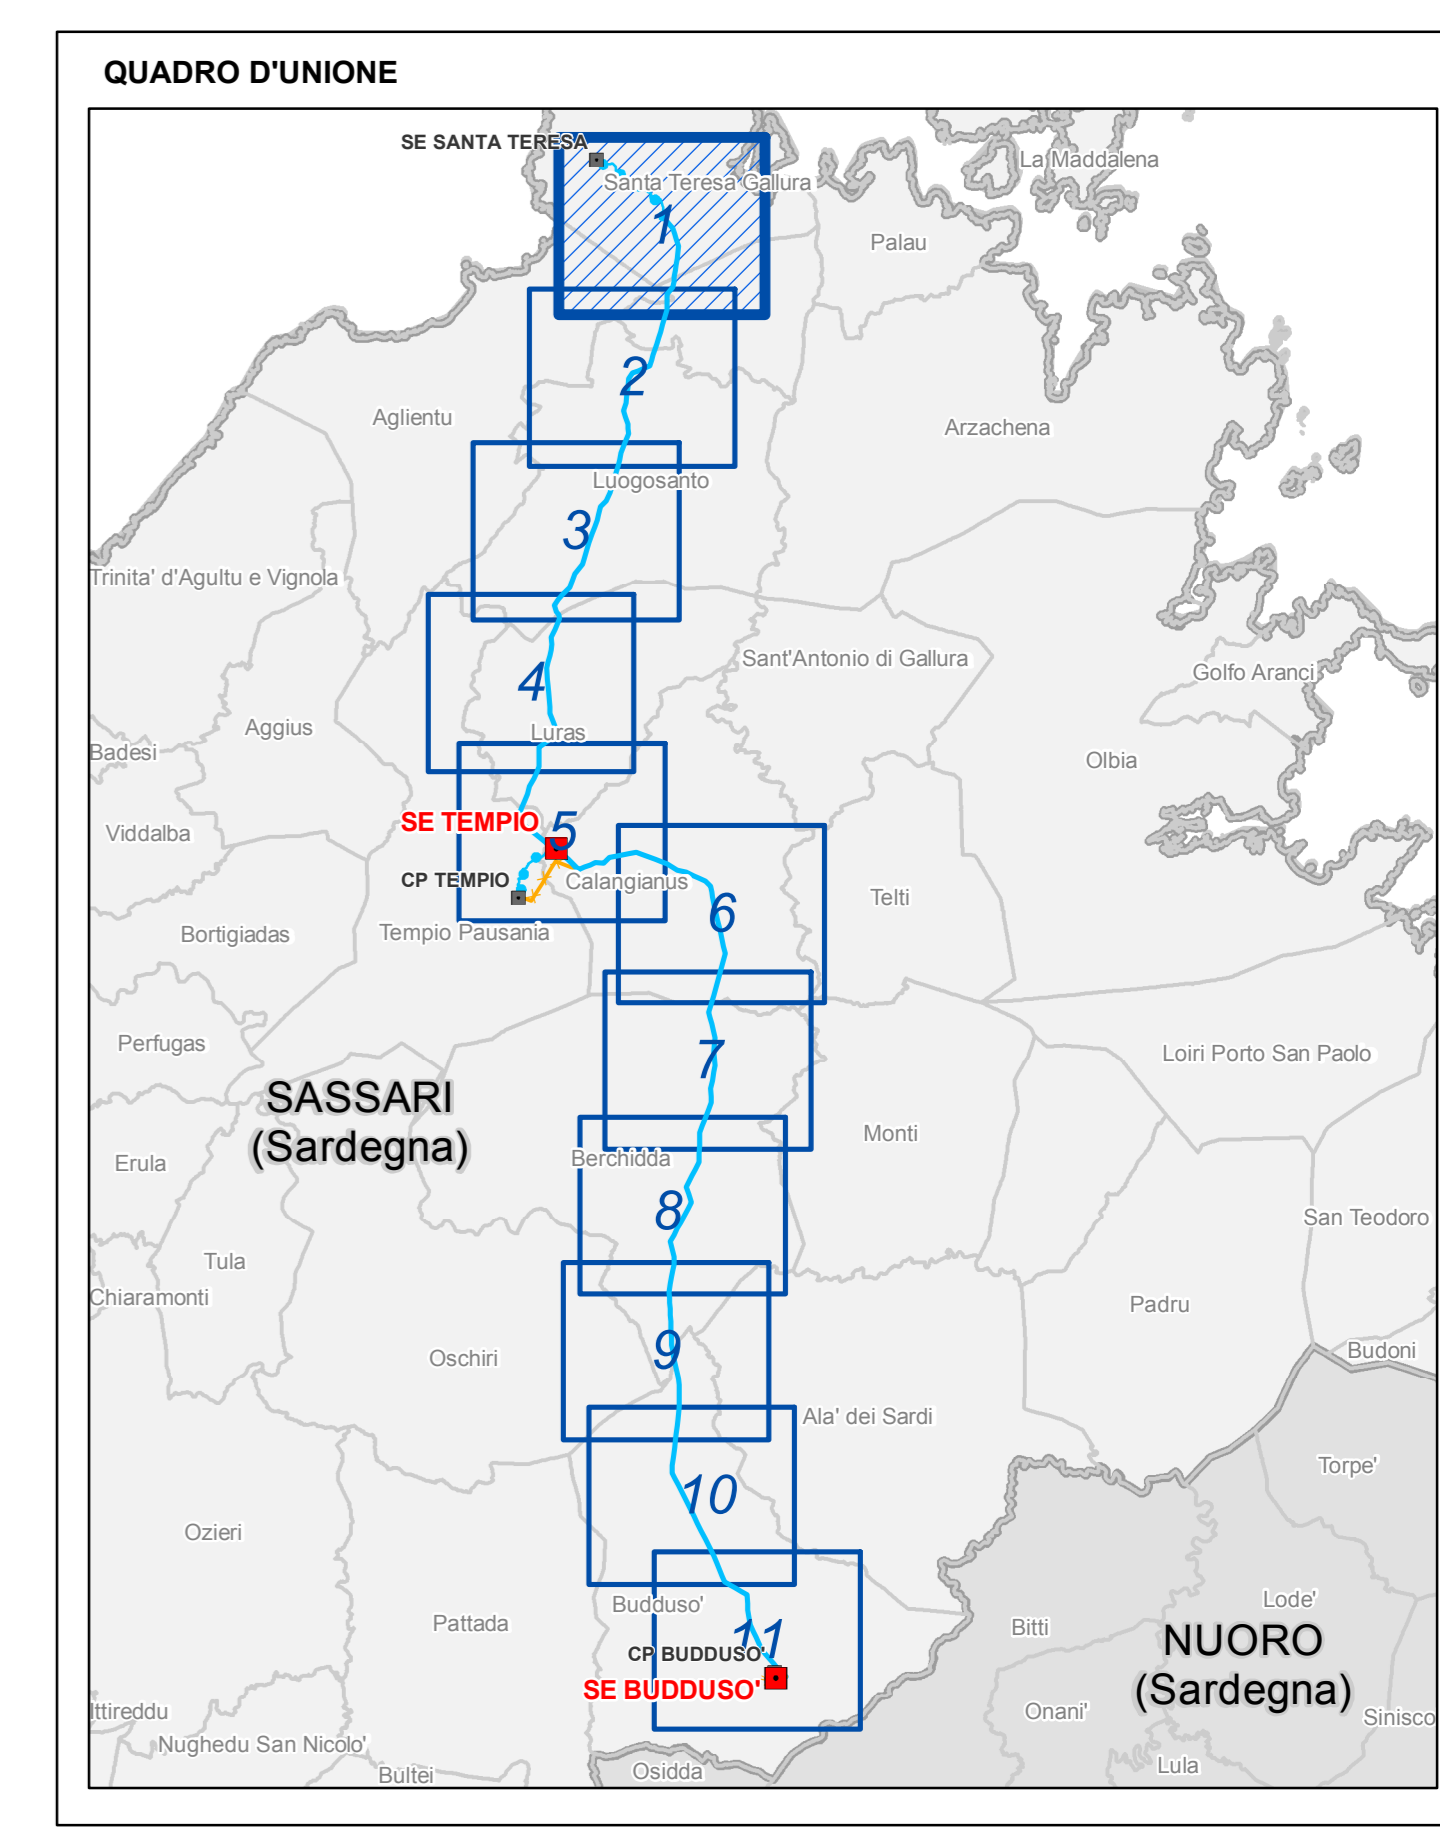 QUADRO D'UNIONE
SE SANTA TERESA
La Maddalena
Santa Teresa Gallura
1
Palau
2
Aglientu
Arzachena
Luogosanto
3
Trinita' d'Agultu e Vignola
Sant'Antonio di Gallura
Golfo Aranci
4
Aggius
Luras
Badesi
Olbia
SE TEMPIO
5
Viddalba
CP TEMPIO
Calangianus
Telti
6
Bortigiadas
Tempio Pausania
Perfugas
Loiri Porto San Paolo
7
SASSARI
(Sardegna)
Monti
Erula
Berchidda
8
San Teodoro
Tula
Chiaramonti
Padru
9
Oschiri
Budoni
Ala' dei Sardi
Torpe'
10
Ozieri
Lode'
Budduso'
Pattada
Bitti
11
NUORO
(Sardegna)
CP BUDDUSO'
SE BUDDUSO'
Ittireddu
Onani'
Sinisco
Nughedu San Nicolo'
Lula
Bultei
Osidda